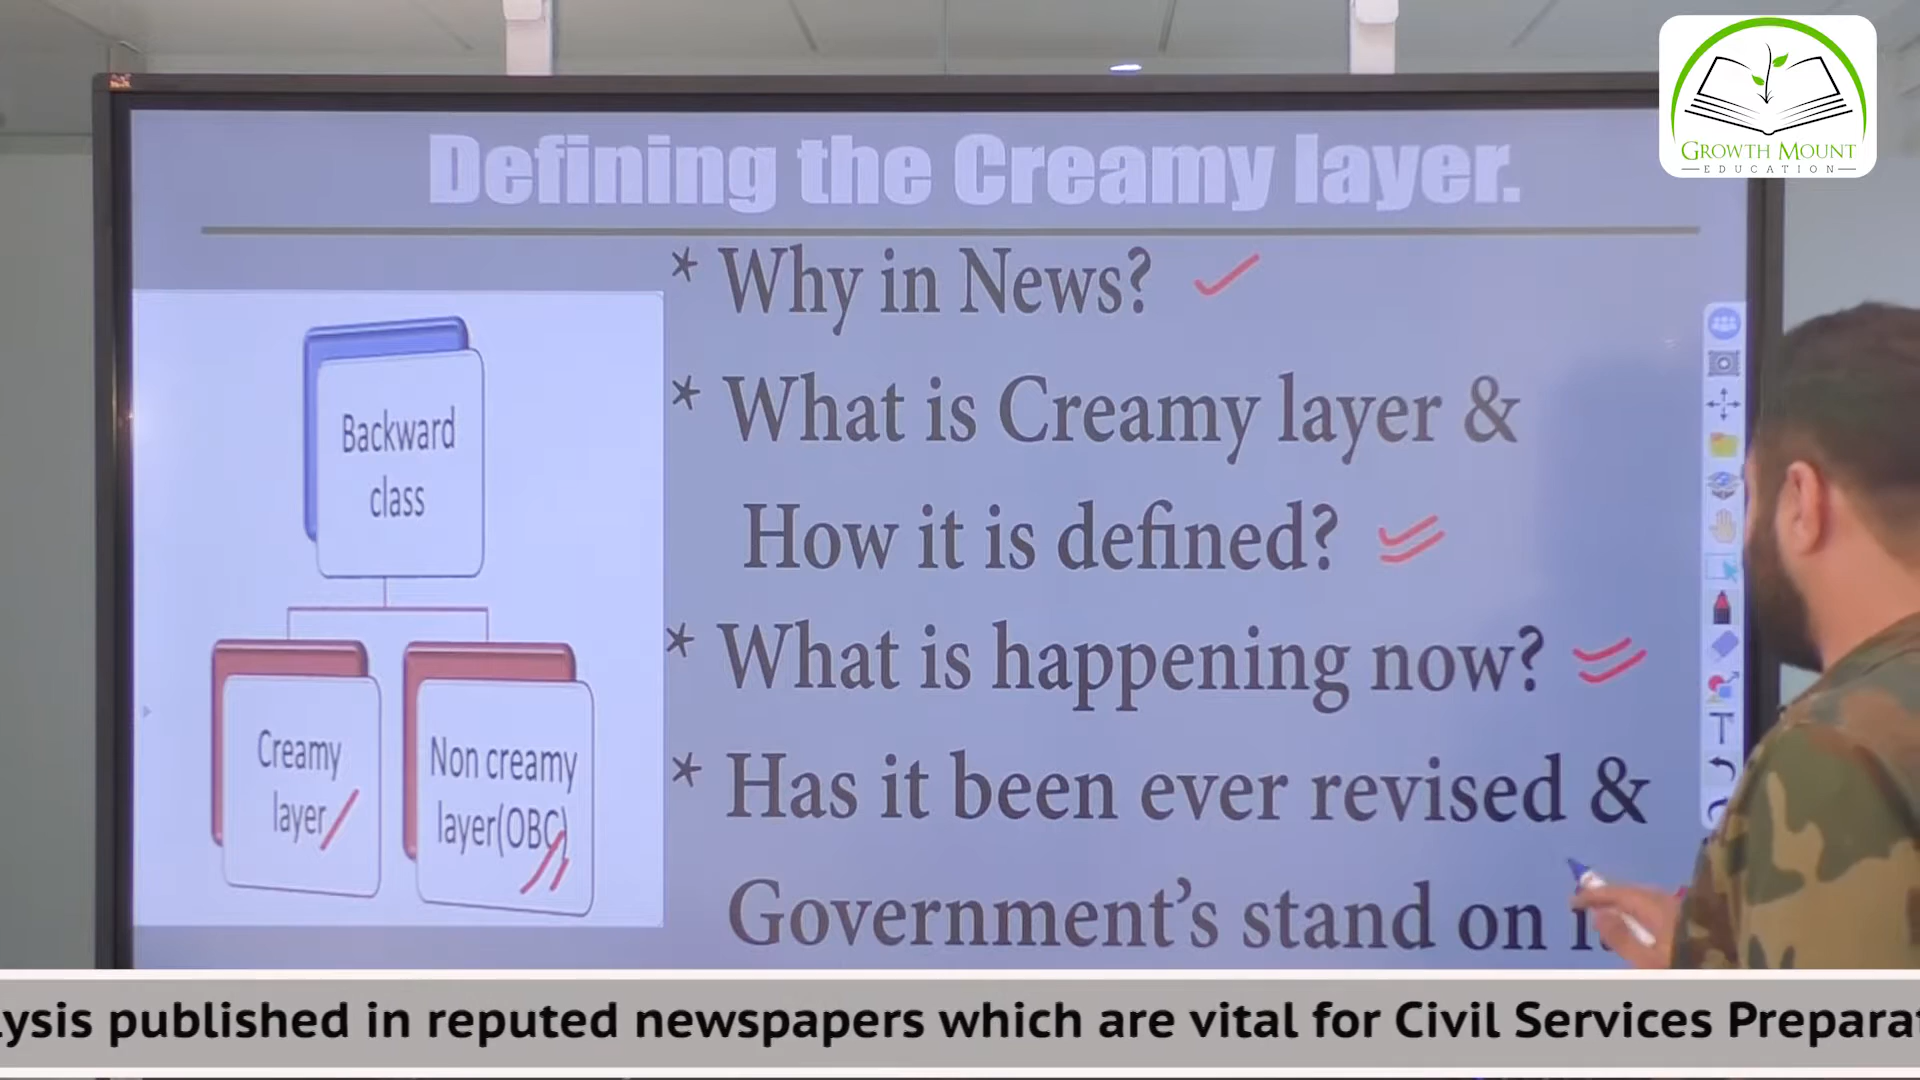 GROWTH MOUNT
EDUCATION
Defining the Creamy layer.
* Why in News?
* What is Creamy layer &
How it is defined?
* What is happening now?
* Has it been ever revised &
Government's stand on
Backward
class
Creamy
layer
Non creamy
layer(OBC)
published in reputed newspapers which are vital for Civil Services